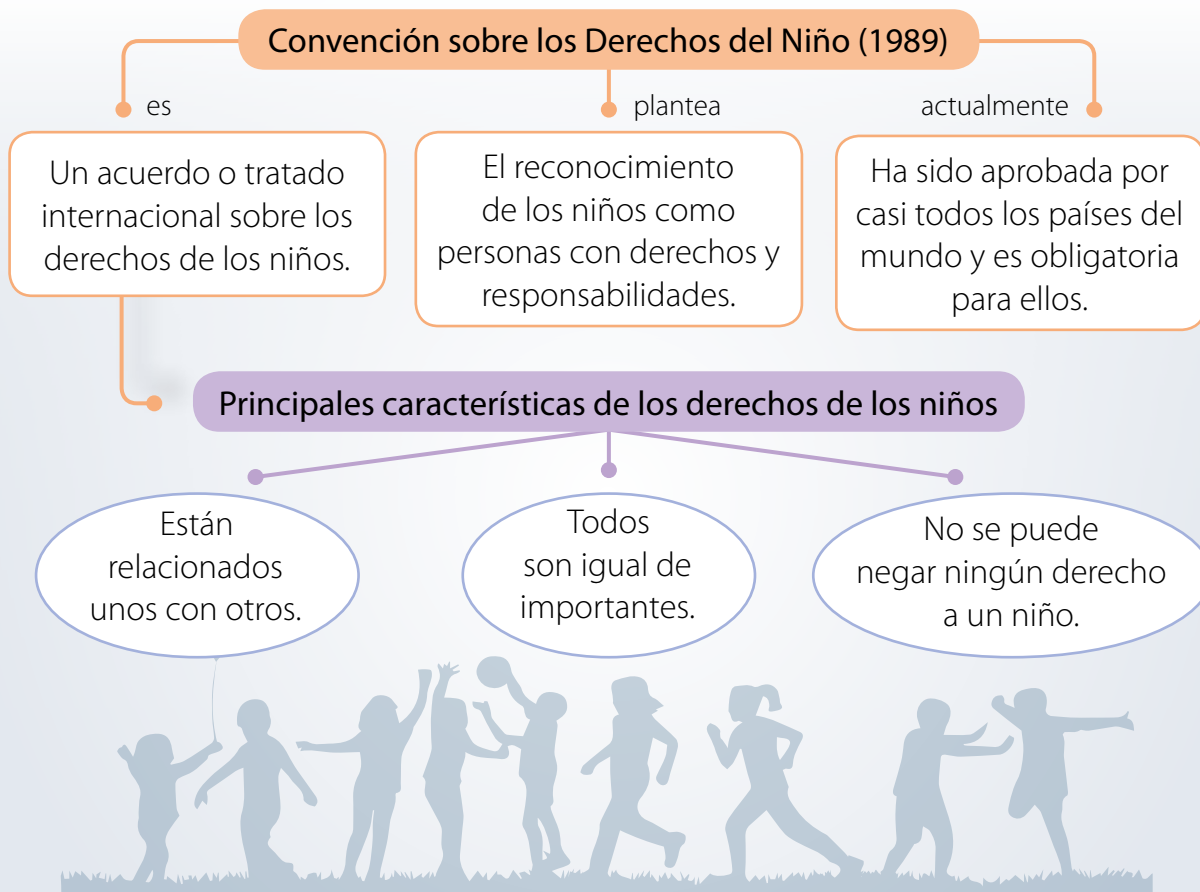 Convención sobre los Derechos del Niño (1989)
es
Un acuerdo o tratado
internacional sobre los
derechos de los niños.
plantea
El reconocimiento
de los niños como
personas con derechos y
responsabilidades.
actualmente
Ha sido aprobada por
casi todos los países del
mundo y es obligatoria
para ellos.
Principales características de los derechos de los niños
Están
relacionados
unos con otros.
Todos
son igual de
importantes.
No se puede
negar ningún derecho
a un niño.